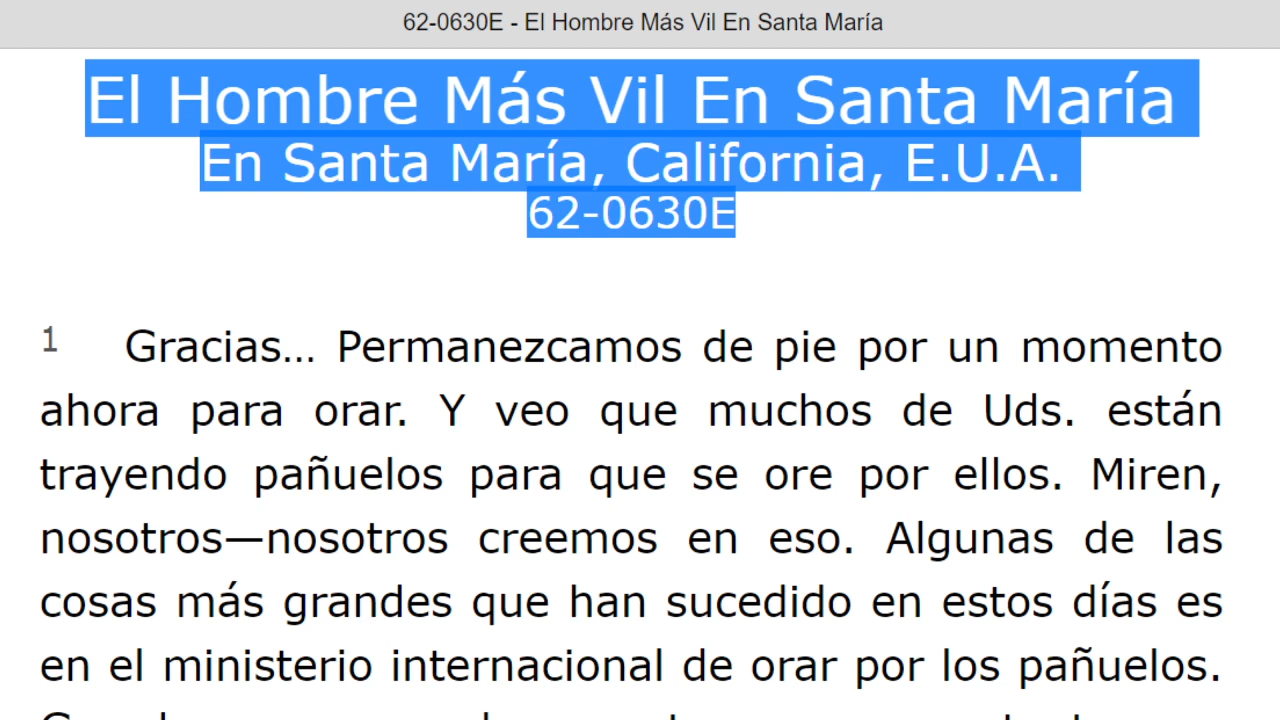 62-0630E - El Hombre Más Vil En Santa María
El Hombre Más Vil En Santa María
En Santa María, California, E.U.A.
62-0630E
1 Gracias… Permanezcamos de pie por un momento
ahora para orar. Y veo que muchos de Uds. están
trayendo pañuelos para que se ore por ellos. Miren,
nosotros—nosotros creemos en eso. Algunas de las
cosas más grandes que han sucedido en estos días es
en el ministerio internacional de orar por los pañuelos.